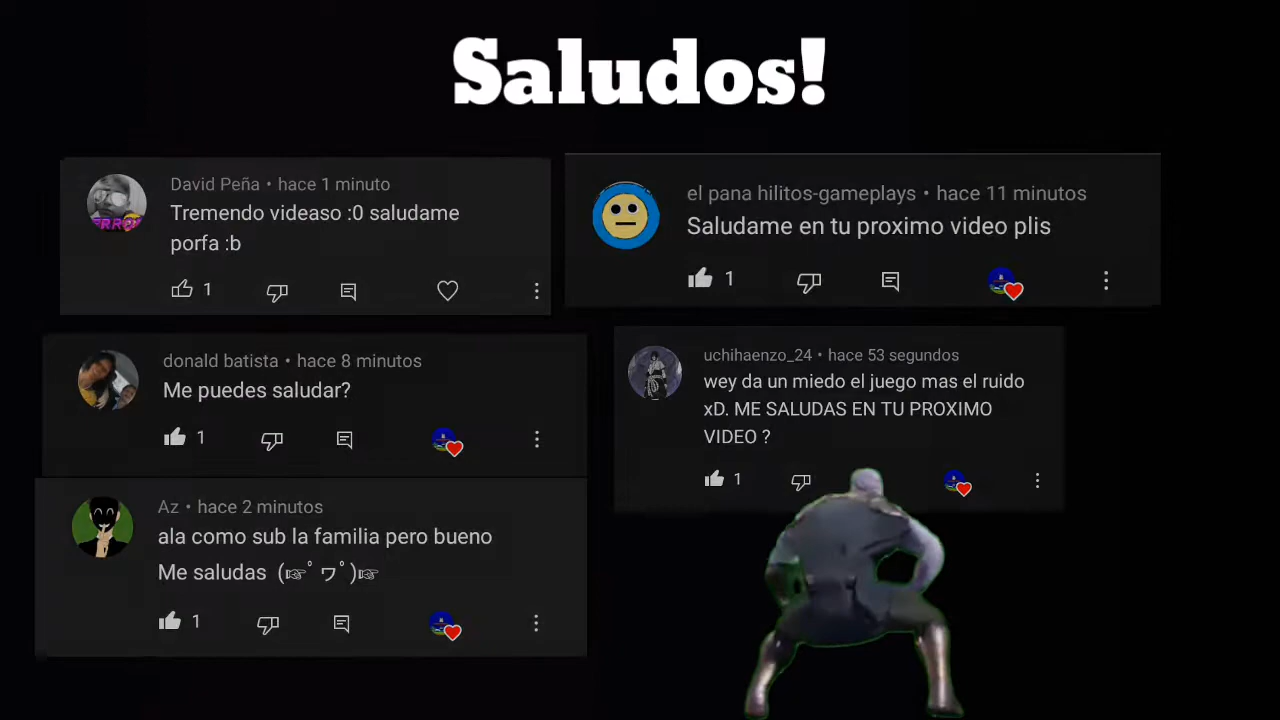 Saludos!
David Peña • hace 1 minuto
Tremendo videaso :0 saludame
porfa :b
1
el pana hilitos-gameplays • hace 11 minutos
Saludame en tu proximo video plis
1
donald batista • hace 8 minutos
Me puedes saludar?
1
uchihaenzo_24 • hace 53 segundos
wey da un miedo el juego mas el ruido
xD. ME SALUDAS EN TU PROXIMO
VIDEO ?
1
Az • hace 2 minutos
ala como sub la familia pero bueno
Me saludas (☞ﾟヮﾟ)☞
1